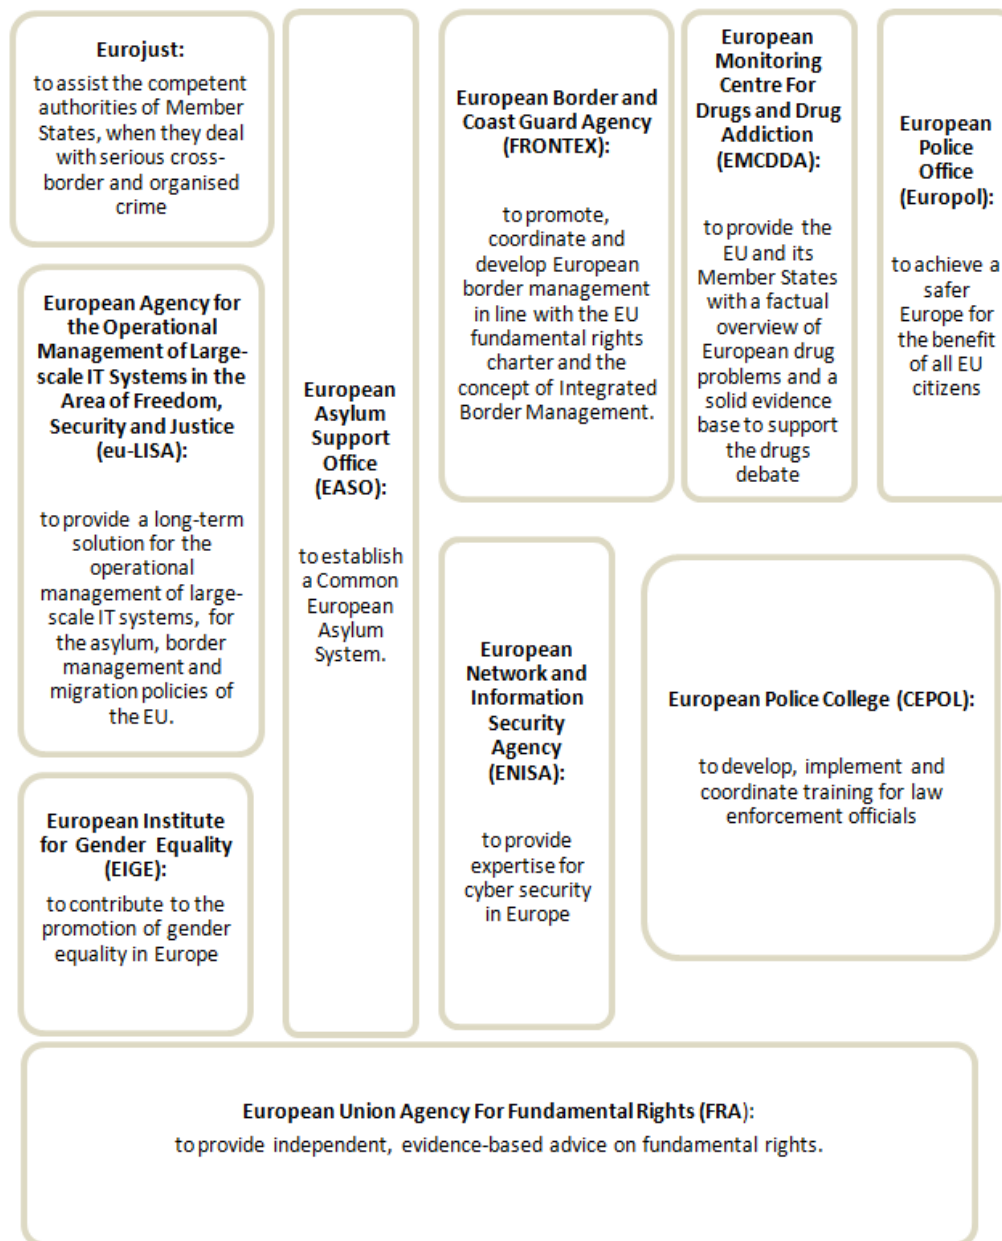 Eurojust:
to assist the competent
authorities of Member
States, when they deal
with serious cross-
border and organised
crime
European Agency for
the Operational
Management of Large-
scale IT Systems in the
Area of Freedom,
Security and Justice
(eu-LISA):
to provide a long-term
solution for the
operational
management of large-
scale IT systems, for
the asylum, border
management and
migration policies of
the EU.
European Institute
for Gender Equality
(EIGE):
to contribute to the
promotion of gender
equality in Europe
European
Asylum
Support
Office
(EASO):
to establish
a Common
European
Asylum
System.
European Border and
Coast Guard Agency
(FRONTEX):
to promote,
coordinate and
develop European
border management
in line with the EU
fundamental rights
charter and the
concept of Integrated
Border Management.
European
Monitoring
Centre For
Drugs and Drug
Addiction
(EMCDDA):
to provide the
EU and its
Member States
with a factual
overview of
European drug
problems and a
solid evidence
base to support
the drugs
debate
European
Police
Office
(Europol):
to achieve a
safer
Europe for
the benefit
of all EU
citizens
European
Network and
Information
Security
Agency
(ENISA):
to provide
expertise for
cyber security
in Europe
European Police College (CEPOL):
to develop, implement and
coordinate training for law
enforcement officials
European Union Agency For Fundamental Rights (FRA):
to provide independent, evidence-based advice on fundamental rights.